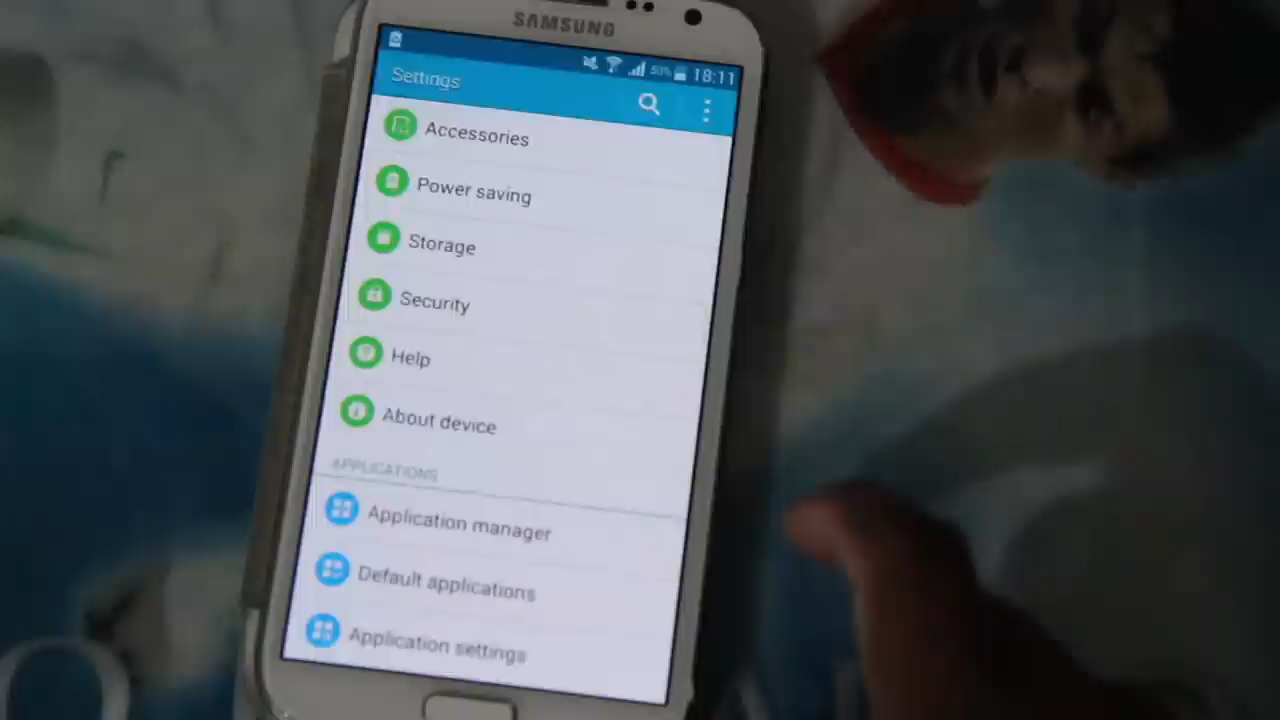 SAMSUNG
50% 18:11
Settings
Accessories
Power saving
Storage
Security
Help
About device
APPLICATIONS
Application manager
Default applications
Application settings